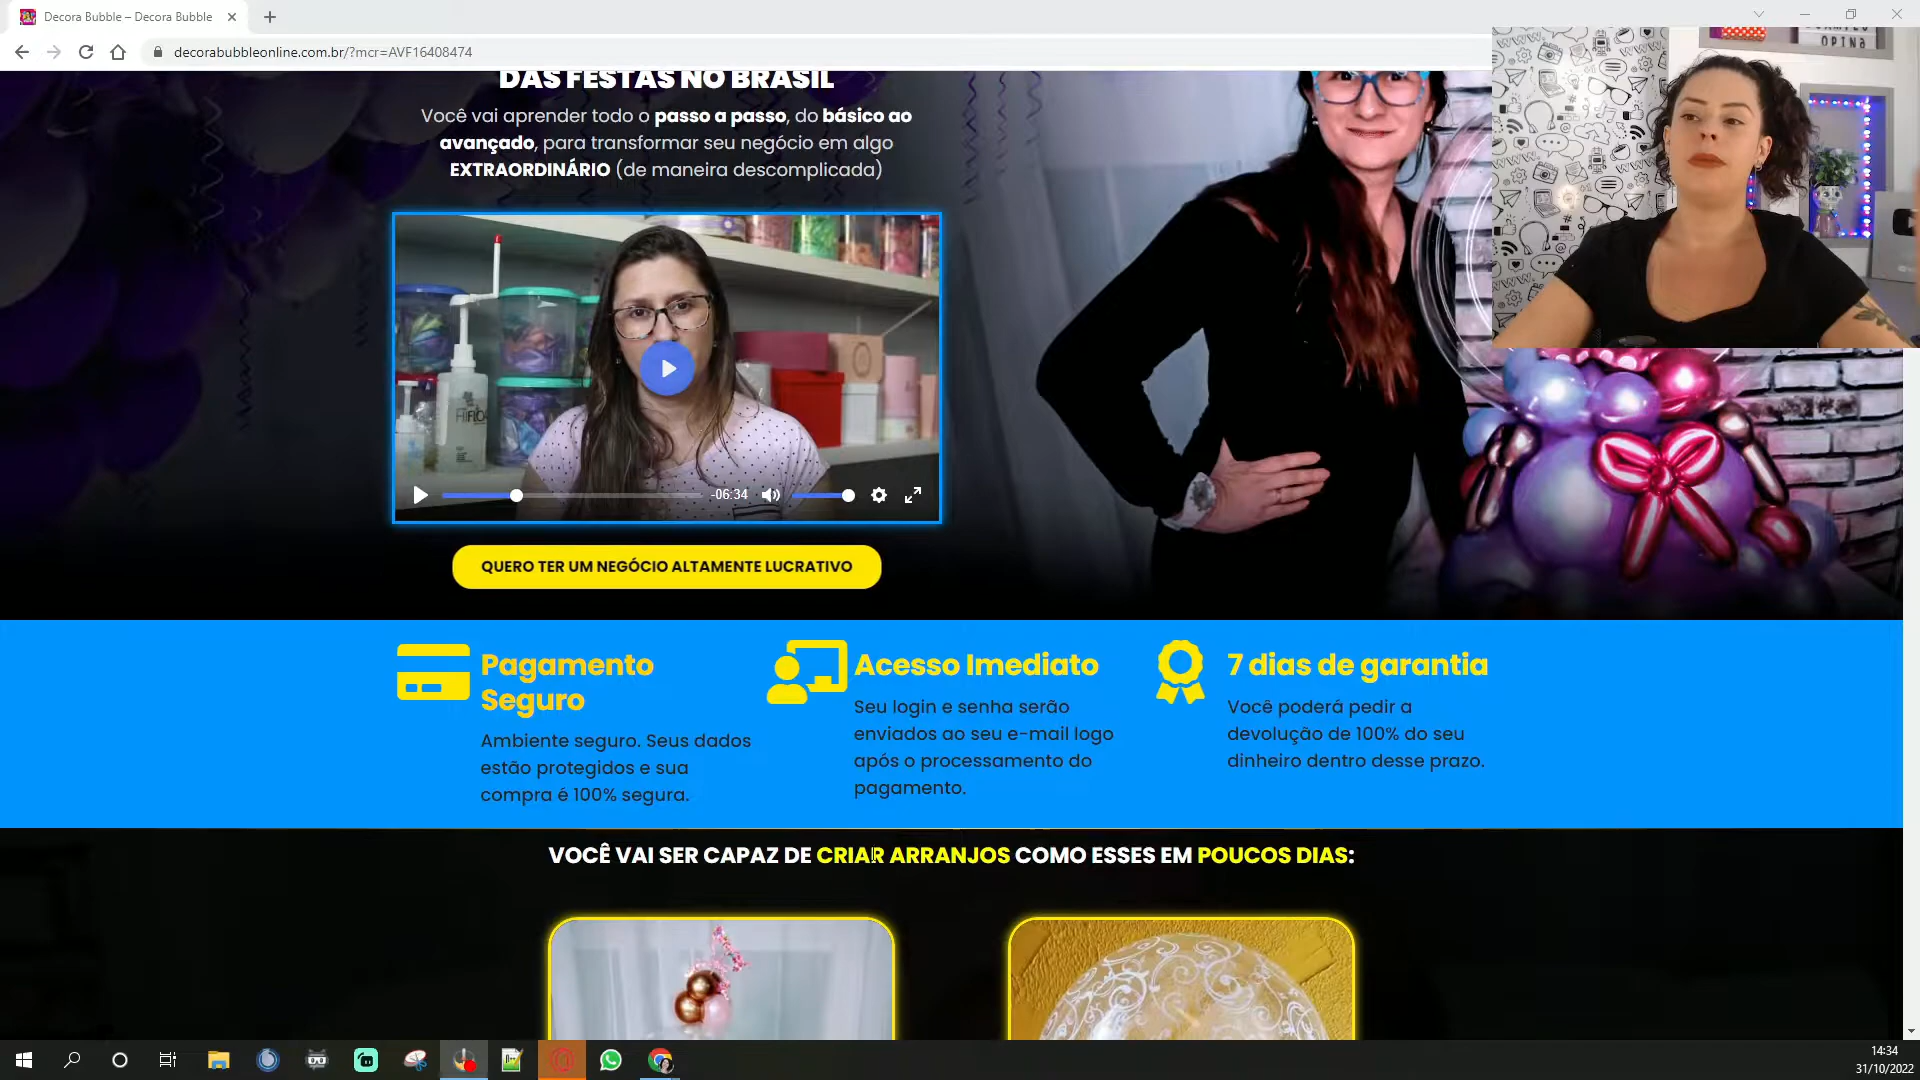 Decora Bubble – Decora Bubble
decorabubbleonline.com.br/?mcr=AVF16408474
DAS FESTAS NO BRASIL
Você vai aprender todo o passo a passo, do básico ao
avançado, para transformar seu negócio em algo
EXTRAORDINÁRIO (de maneira descomplicada)
-06:34
QUERO TER UM NEGÓCIO ALTAMENTE LUCRATIVO
Pagamento
Seguro
Ambiente seguro. Seus dados
estão protegidos e sua
compra é 100% segura.
Acesso Imediato
Seu login e senha serão
enviados ao seu e-mail logo
após o processamento do
pagamento.
7 dias de garantia
Você poderá pedir a
devolução de 100% do seu
dinheiro dentro desse prazo.
VOCÊ VAI SER CAPAZ DE CRIAR ARRANJOS COMO ESSES EM POUCOS DIAS:
OPINA
14:34
31/10/2022